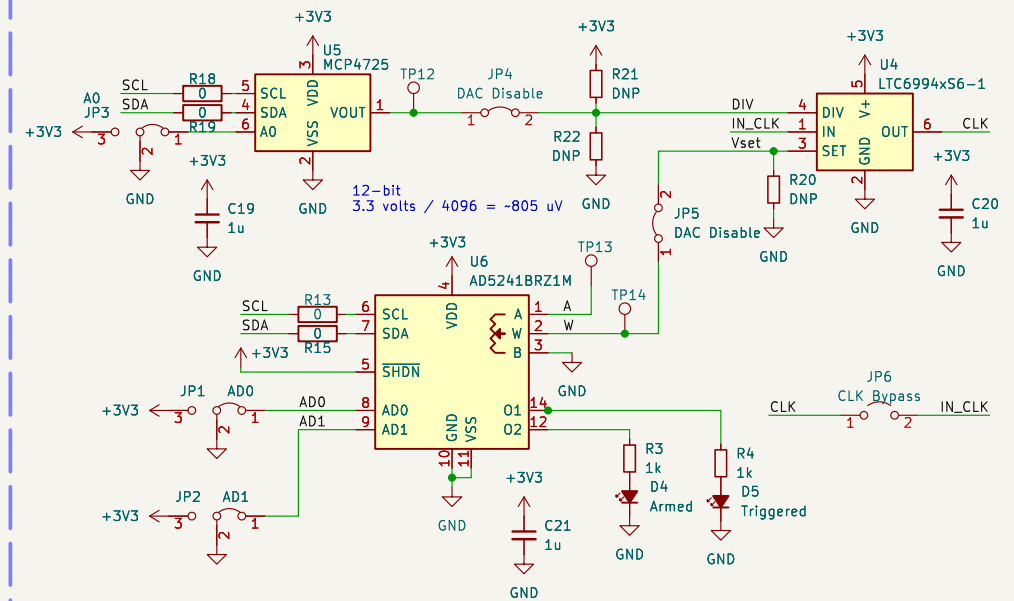 +3V3
U5
MCP4725
3
VDD
SCL
R18
0
5
SCL
SDA
0
4
SDA
R19
6
A0
VOUT
1
VSS
2
GND
A0
JP3
+3V3
3
2
1
GND
+3V3
C19
1u
GND
12-bit
3.3 volts / 4096 = ~805 uV
TP12
JP4
DAC Disable
1
2
+3V3
R21
DNP
R22
DNP
GND
+3V3
U4
LTC6994xS6-1
5
V+
DIV
4
DIV
IN_CLK
1
IN
Vset
3
SET
OUT
6
CLK
GND
2
GND
R20
DNP
GND
+3V3
C20
1u
GND
2
JP5
DAC Disable
1
+3V3
U6
AD5241BRZ1M
4
VDD
SCL
R13
0
6
SCL
SDA
0
7
SDA
R15
+3V3
5
SHDN
A
1
A
W
2
W
B
3
GND
TP13
TP14
JP1
AD0
+3V3
3
2
1
AD0
8
AD0
AD1
9
AD1
JP2
AD1
+3V3
3
2
1
O1
14
O2
12
GND
VSS
10
11
GND
+3V3
C21
1u
GND
R3
1k
D4
Armed
GND
R4
1k
D5
Triggered
GND
JP6
CLK Bypass
CLK
1
2
IN_CLK